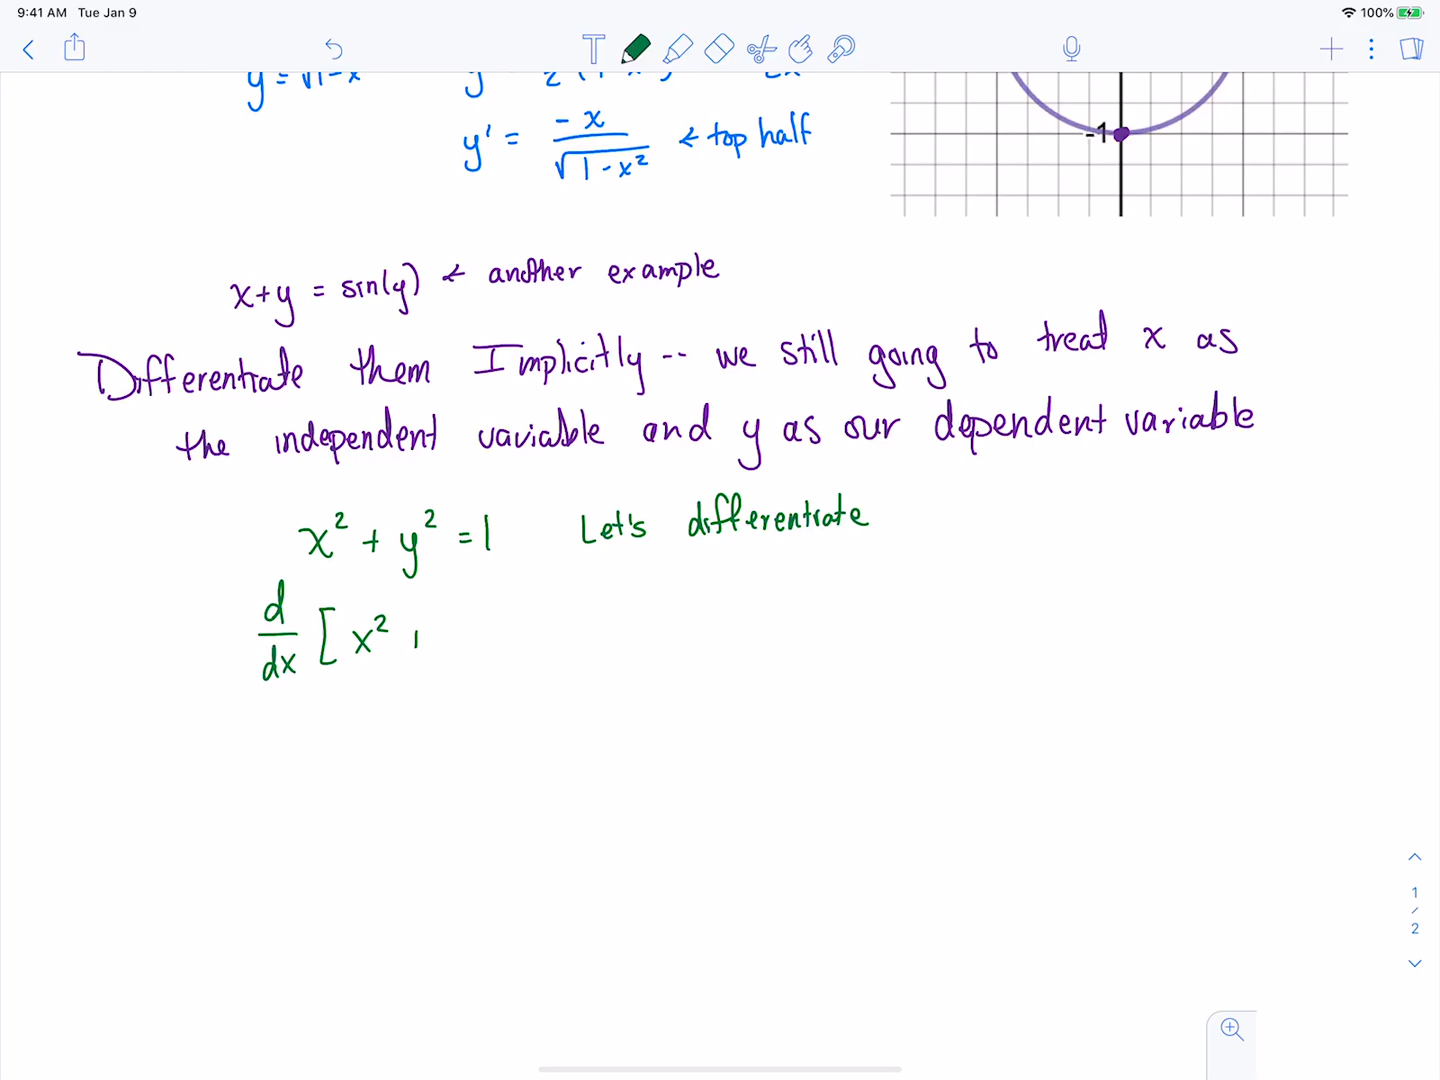 9:41 AM Tue Jan 9
100%
T
y = √1-x
y'= -x / √1-x² ← top half
-1
x+y = sin(y) ← another example
Differentiate them Implicitly -- we still going to treat x as
the independent variable and y as our dependent variable
x² + y² = 1 Let's differentiate
d/dx [ x²
1
/
2